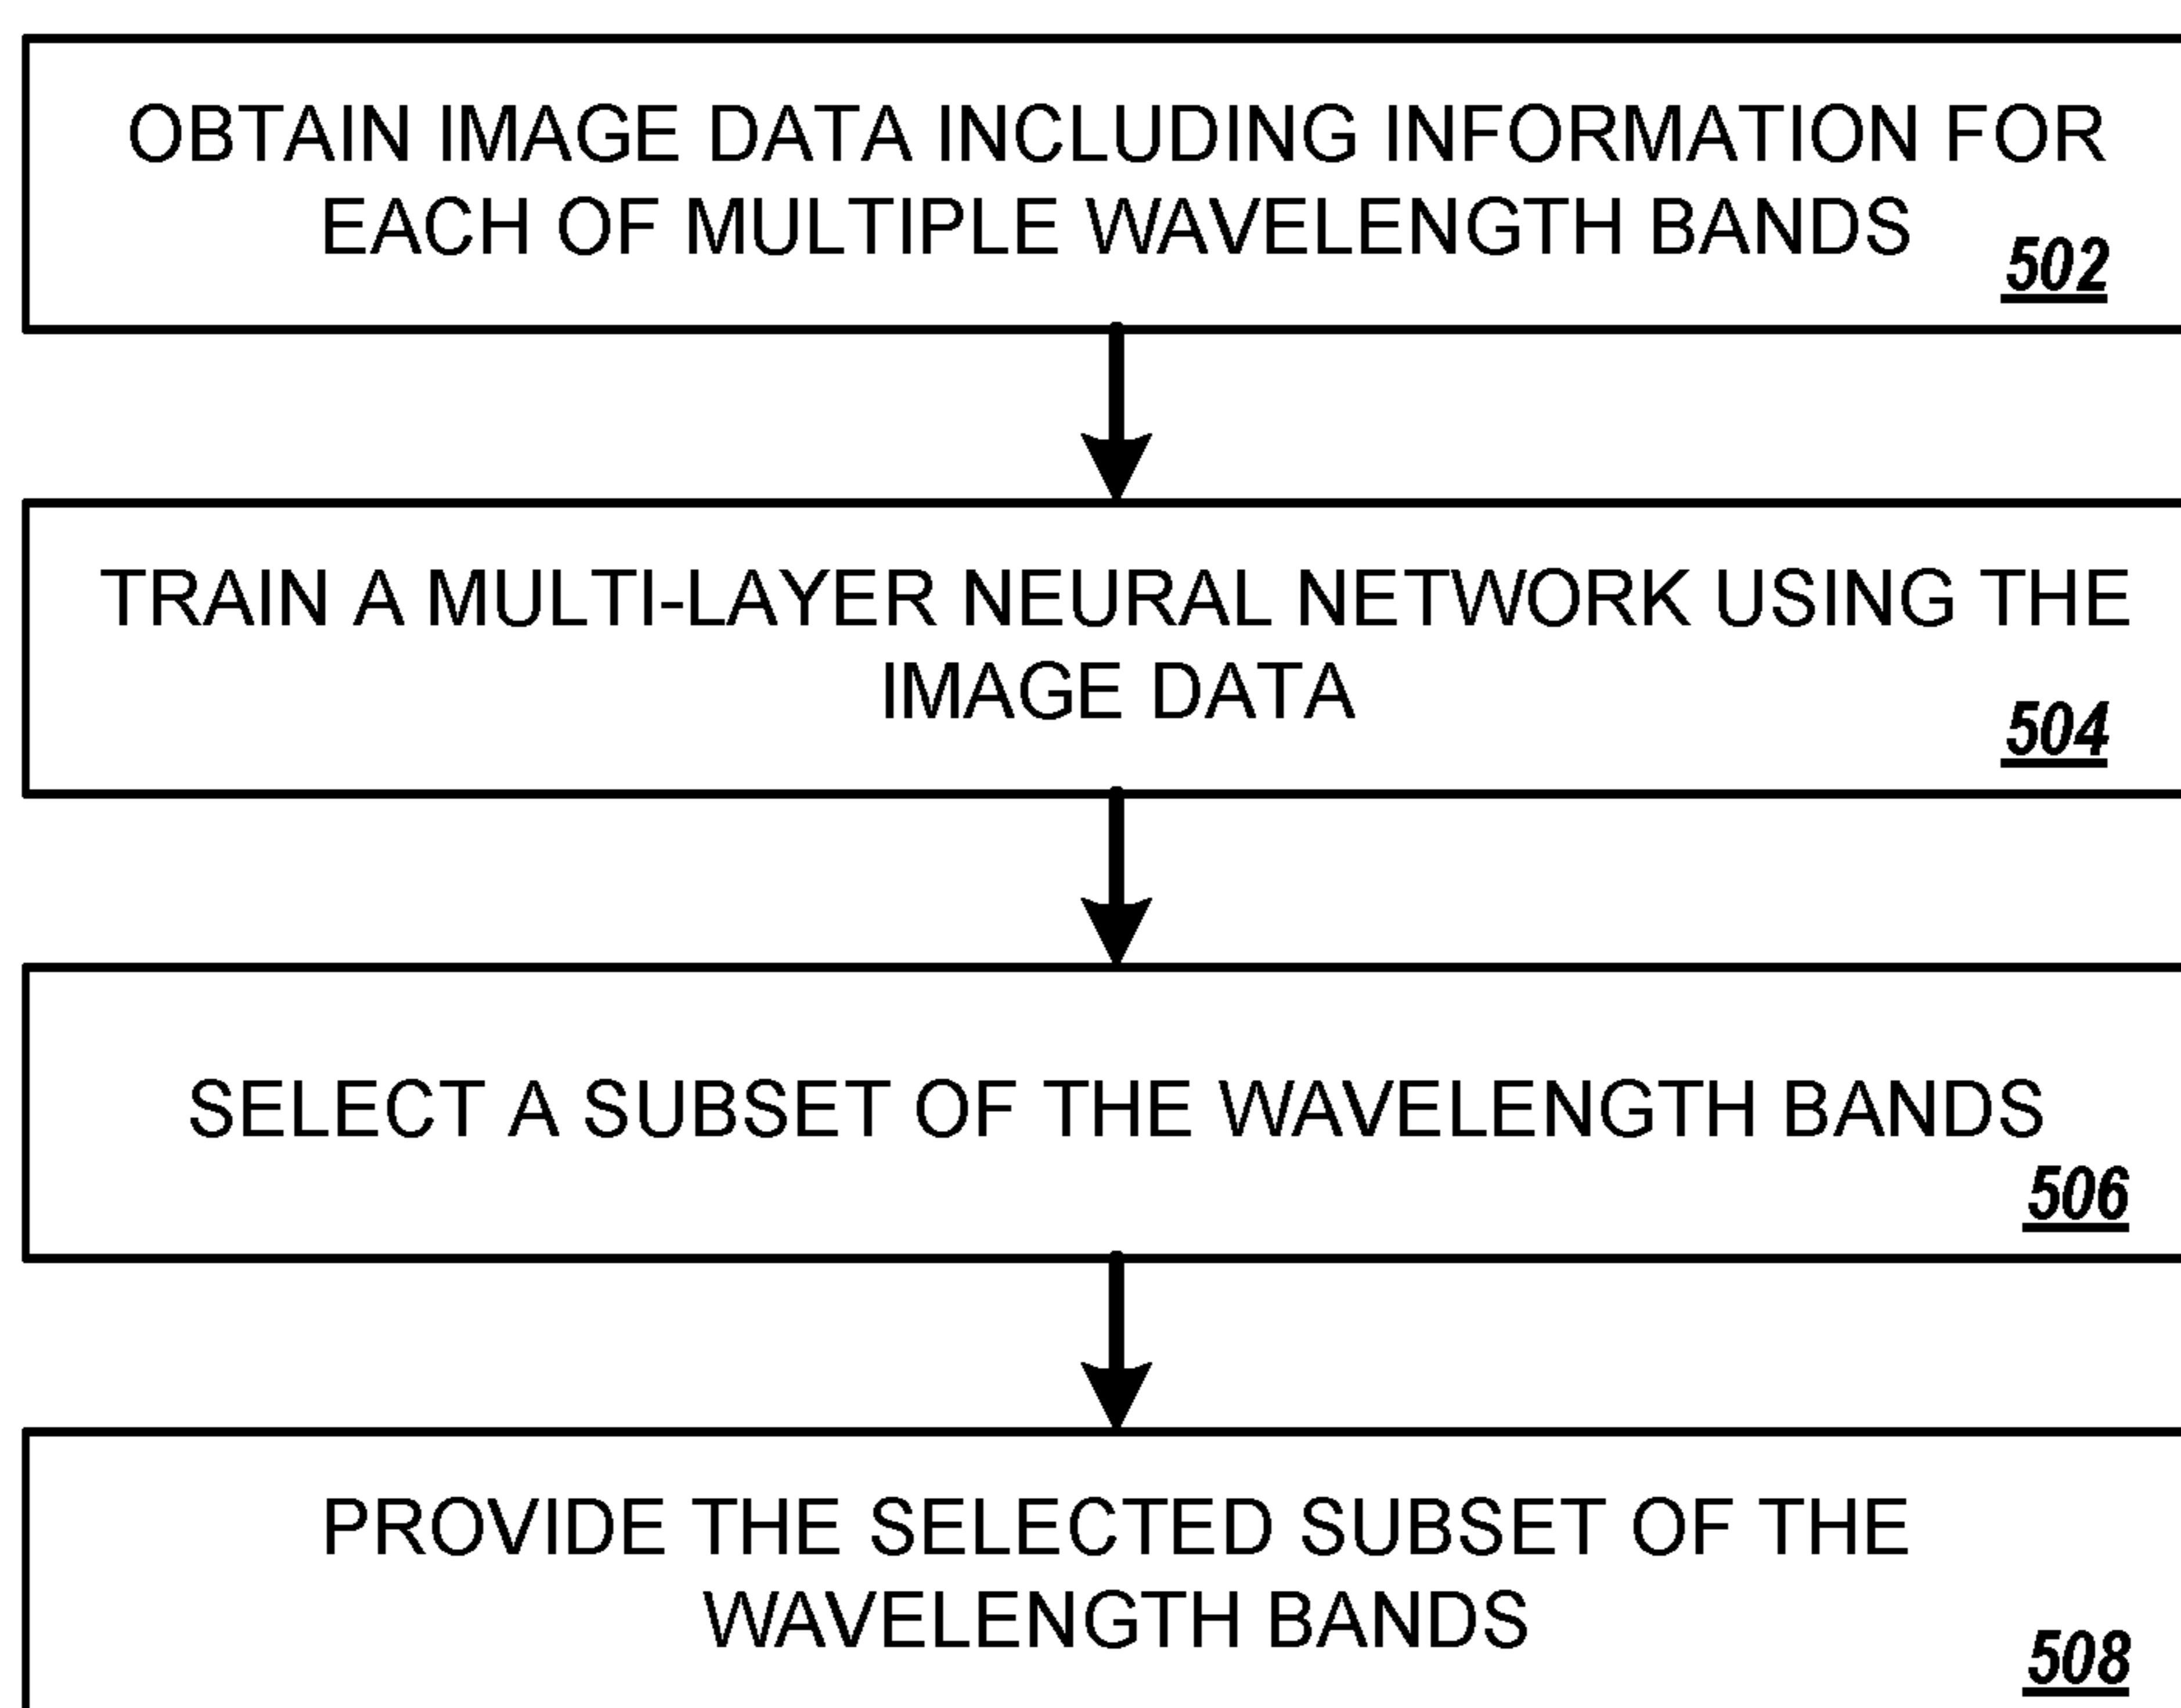 OBTAIN IMAGE DATA INCLUDING INFORMATION FOR
EACH OF MULTIPLE WAVELENGTH BANDS
502
TRAIN A MULTI-LAYER NEURAL NETWORK USING THE
IMAGE DATA
504
SELECT A SUBSET OF THE WAVELENGTH BANDS
506
PROVIDE THE SELECTED SUBSET OF THE
WAVELENGTH BANDS
508